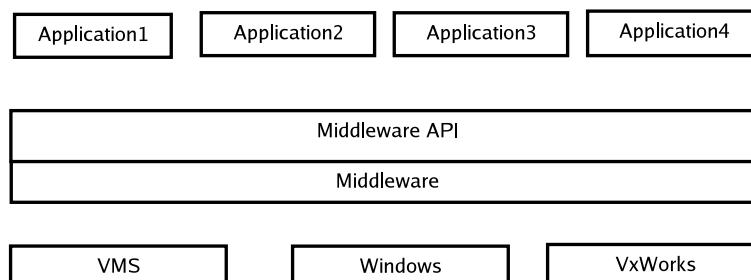 Application1
Application2
Application3
Application4
Middleware API
Middleware
VMS
Windows
VxWorks